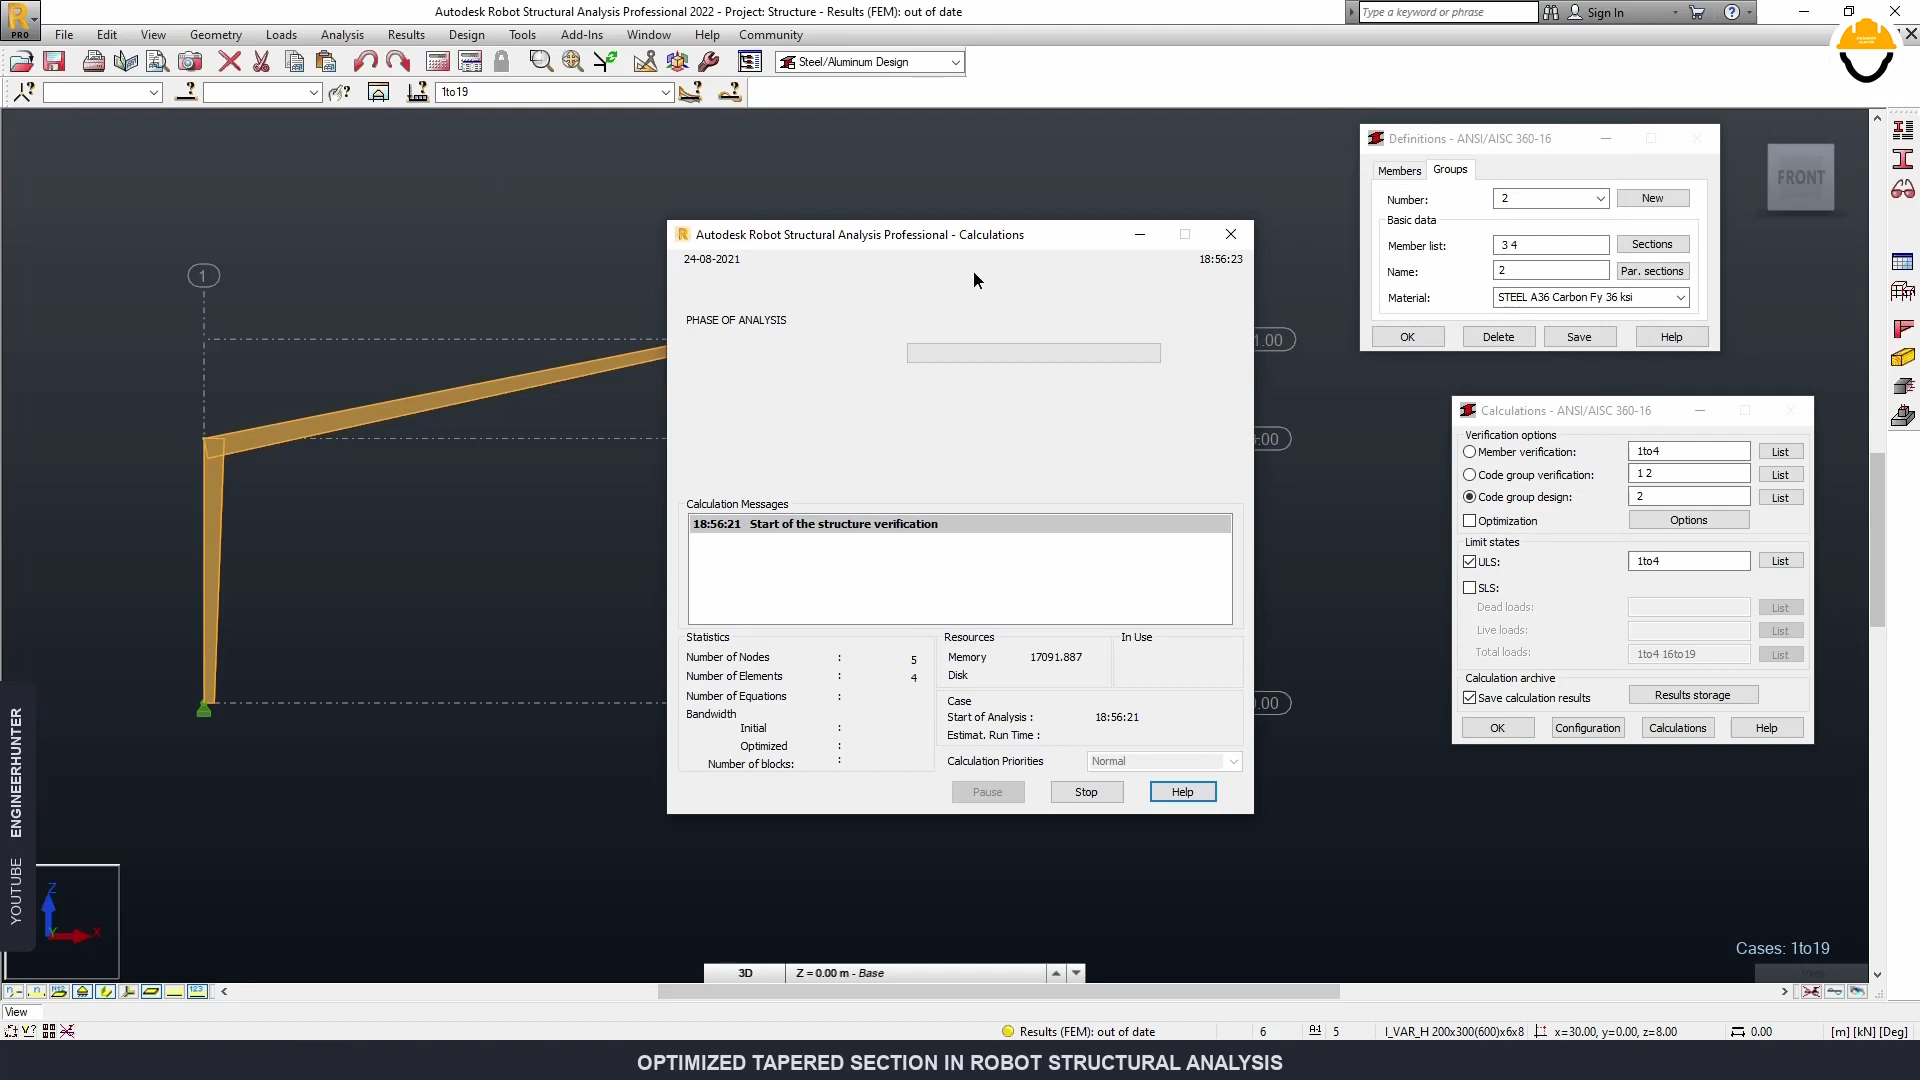 Autodesk Robot Structural Analysis Professional 2022 - Project: Structure - Results (FEM): out of date
Type a keyword or phrase
Sign In
PRO
File Edit View Geometry Loads Analysis Results Design Tools Add-Ins Window Help Community
Steel/Aluminum Design
1to19
Definitions - ANSI/AISC 360-16
Members Groups
Number: 2 New
Basic data
Member list: 3 4 Sections
Name: 2 Par. sections
Material: STEEL A36 Carbon Fy 36 ksi
OK Delete Save Help
FRONT
Autodesk Robot Structural Analysis Professional - Calculations
24-08-2021 18:56:23
PHASE OF ANALYSIS
Calculation Messages
18:56:21 Start of the structure verification
Statistics
Number of Nodes : 5
Number of Elements : 4
Number of Equations :
Bandwidth
Initial :
Optimized :
Number of blocks: :
Resources
Memory 17091.887
Disk
In Use
Case
Start of Analysis : 18:56:21
Estimat. Run Time :
Calculation Priorities Normal
Pause Stop Help
1
.00
.00
.00
Calculations - ANSI/AISC 360-16
Verification options
Member verification: 1to4 List
Code group verification: 1 2 List
Code group design: 2 List
Optimization Options
Limit states
ULS: 1to4 List
SLS:
Dead loads: List
Live loads: List
Total loads: 1to4 16to19 List
Calculation archive
Save calculation results Results storage
OK Configuration Calculations Help
YOUTUBE ENGINEERHUNTER
Z
Y
X
Cases: 1to19
3D Z = 0.00 m - Base
View
Results (FEM): out of date 6 5 I_VAR_H 200x300(600)x6x8 x=30.00, y=0.00, z=8.00 0.00 [m] [kN] [Deg]
OPTIMIZED TAPERED SECTION IN ROBOT STRUCTURAL ANALYSIS